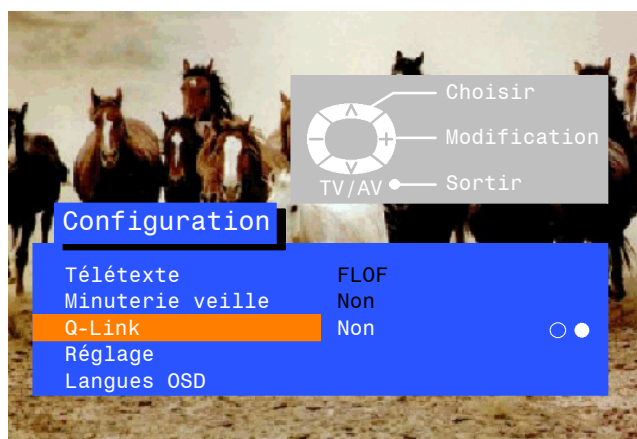 Choisir
Modification
TV/AV Sortir
Configuration
Télétexte FLOF
Minuterie veille Non
Q-Link Non
Réglage
Langues OSD